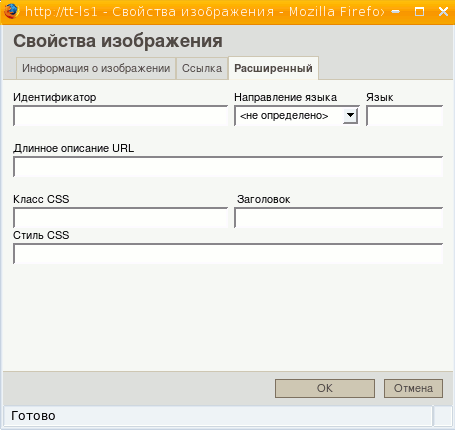 http://tt-ls1 - Свойства изображения - Mozilla Firefox
Свойства изображения
Информация о изображении Ссылка Расширенный
Идентификатор Направление языка Язык
<не определено>
Длинное описание URL
Класс CSS Заголовок
Стиль CSS
OK Отмена
Готово